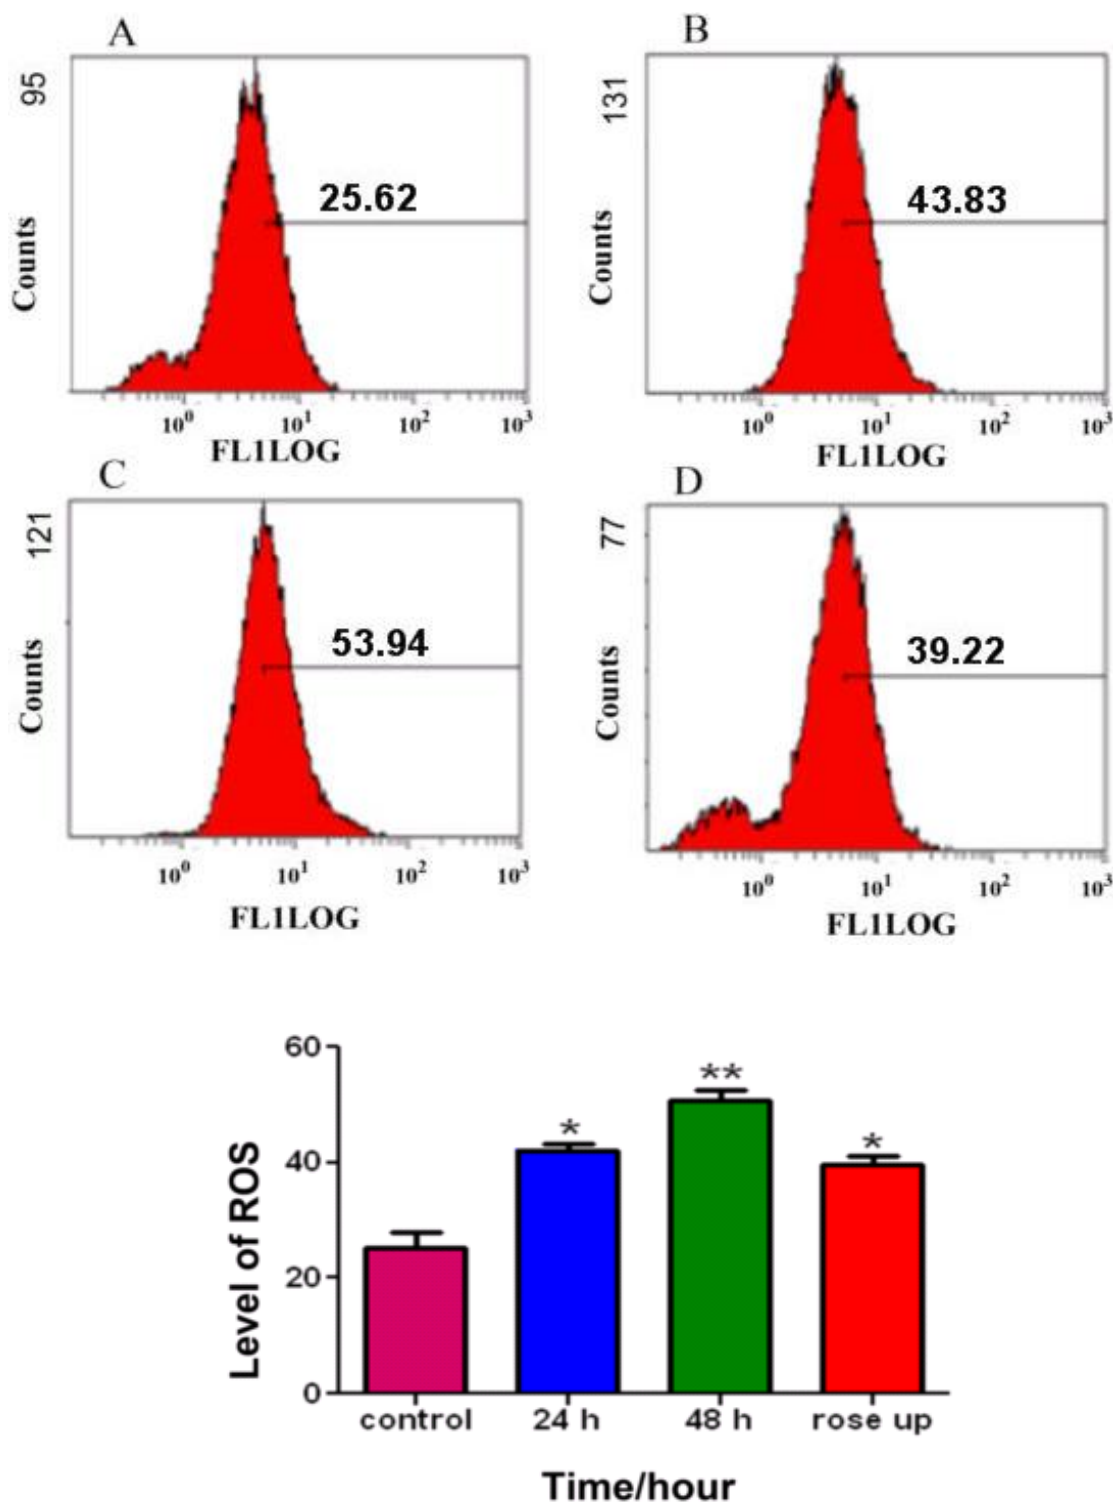 A
95
Counts
25.62
10⁰ 10¹ 10² 10³
FL1LOG
B
131
Counts
43.83
10⁰ 10¹ 10² 10³
FL1LOG
C
121
Counts
53.94
10⁰ 10¹ 10² 10³
FL1LOG
D
77
Counts
39.22
10⁰ 10¹ 10² 10³
FL1LOG
Level of ROS
60
40
20
0
*
**
*
control 24 h 48 h rose up
Time/hour